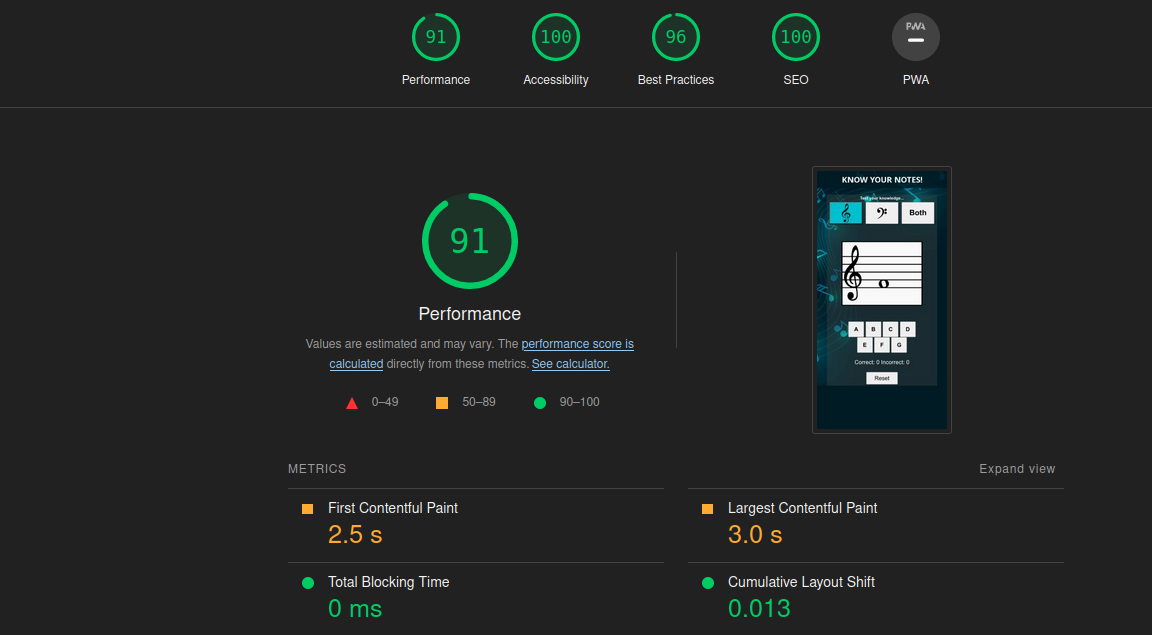 91
100
96
100
PWA
Performance
Accessibility
Best Practices
SEO
PWA
91
Performance
Values are estimated and may vary. The performance score is
calculated directly from these metrics. See calculator.
0–49
50–89
90–100
KNOW YOUR NOTES!
Test your knowledge...
Both
A B C D
E F G
Correct: 0 Incorrect: 0
Reset
METRICS
Expand view
First Contentful Paint
2.5 s
Largest Contentful Paint
3.0 s
Total Blocking Time
0 ms
Cumulative Layout Shift
0.013